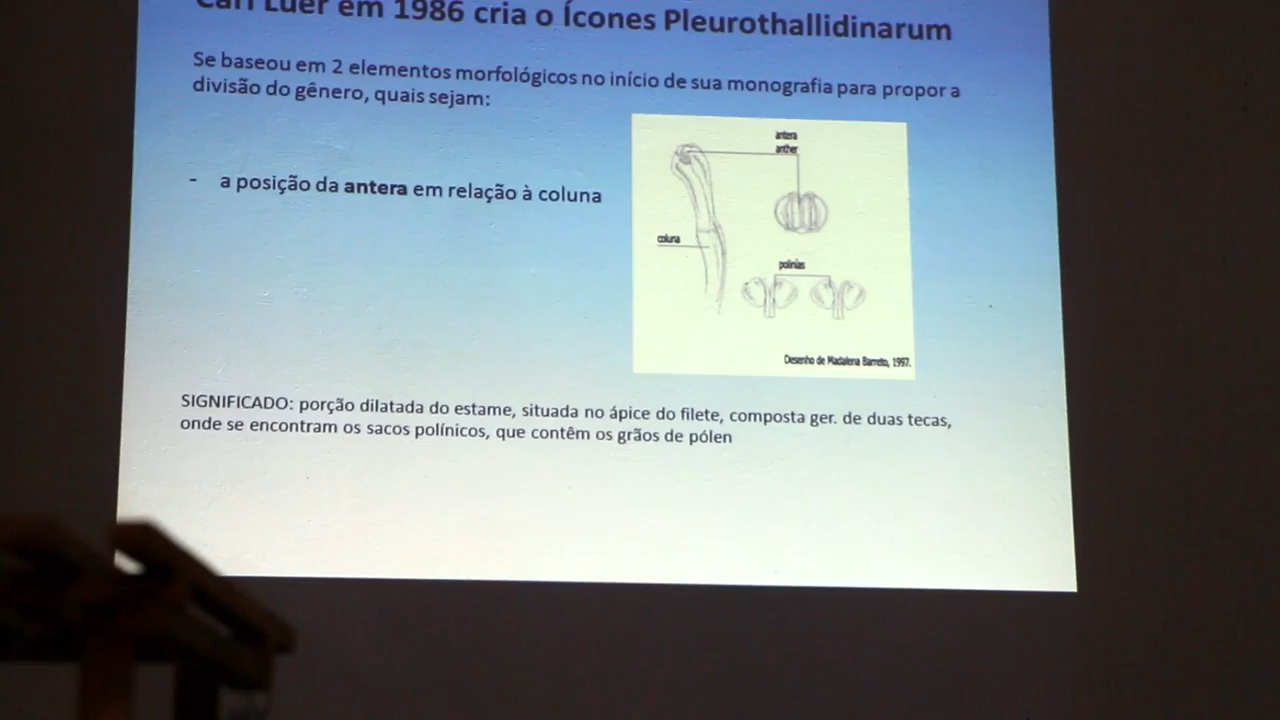 Carl Luer em 1986 cria o Ícones Pleurothallidinarum
Se baseou em 2 elementos morfológicos no início de sua monografia para propor a
divisão do gênero, quais sejam:
- a posição da antera em relação à coluna
antera
anther
coluna
polínias
Desenho de Madalena Barreto, 1997.
SIGNIFICADO: porção dilatada do estame, situada no ápice do filete, composta ger. de duas tecas,
onde se encontram os sacos polínicos, que contêm os grãos de pólen